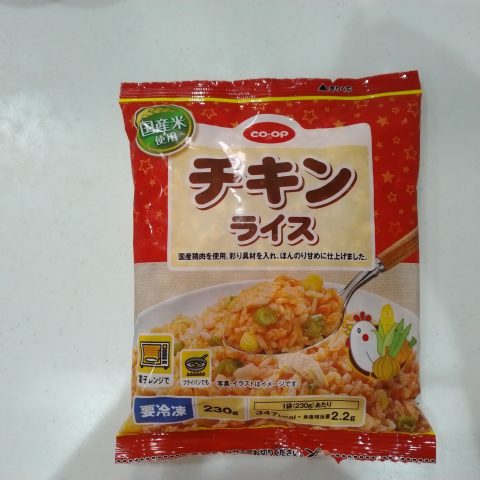 ▲きりくち
国産米
使用
CO-OP
チキン
ライス
国産鶏肉を使用。彩り具材を入れ、ほんのり甘めに仕上げました。
電子レンジで
フライパンでも
写真・イラストはイメージです。
要冷凍
230g
1袋(230g)あたり
347kcal・食塩相当量2.2g